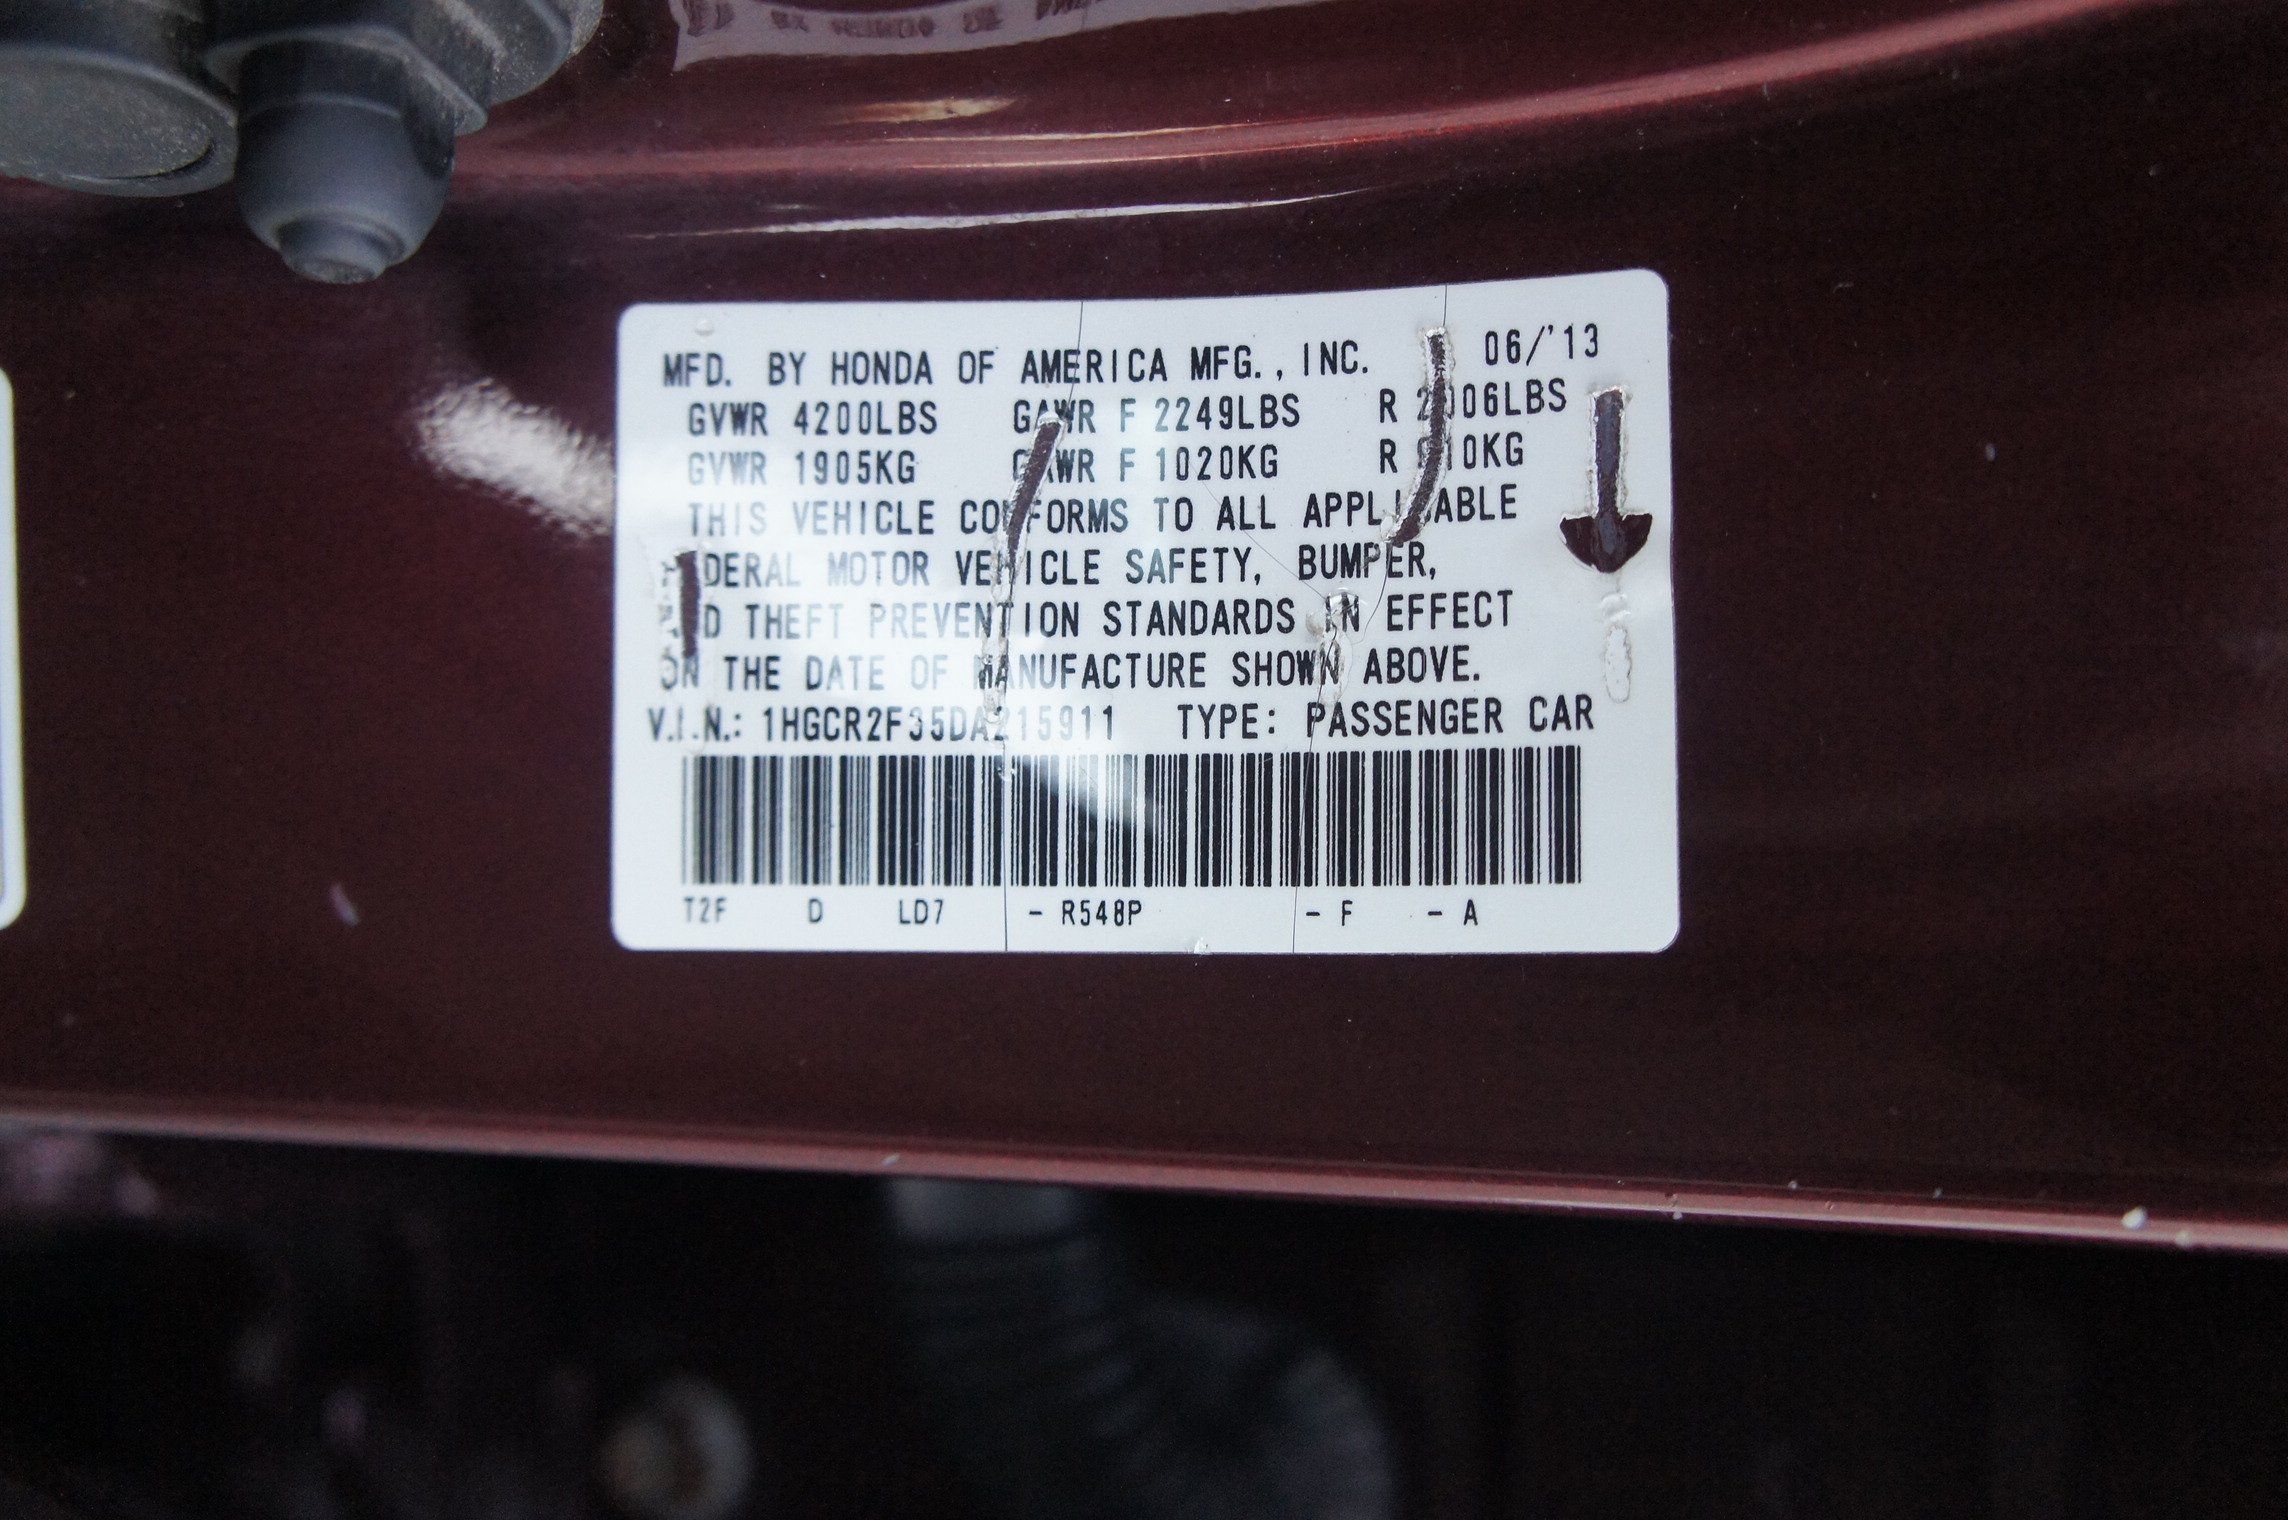 MFD. BY HONDA OF AMERICA MFG., INC. 06/'13
GVWR 4200LBS GAWR F 2249LBS R LBS
GVWR 1905KG GAWR F 1020KG R KG
THIS VEHICLE CONFORMS TO ALL APPLICABLE
FEDERAL MOTOR VEHICLE SAFETY, BUMPER,
AND THEFT PREVENTION STANDARDS IN EFFECT
ON THE DATE OF MANUFACTURE SHOWN ABOVE.
V.I.N.: 1HGCR2F35DA215911 TYPE: PASSENGER CAR
T2F D LD7 - R548P - F - A